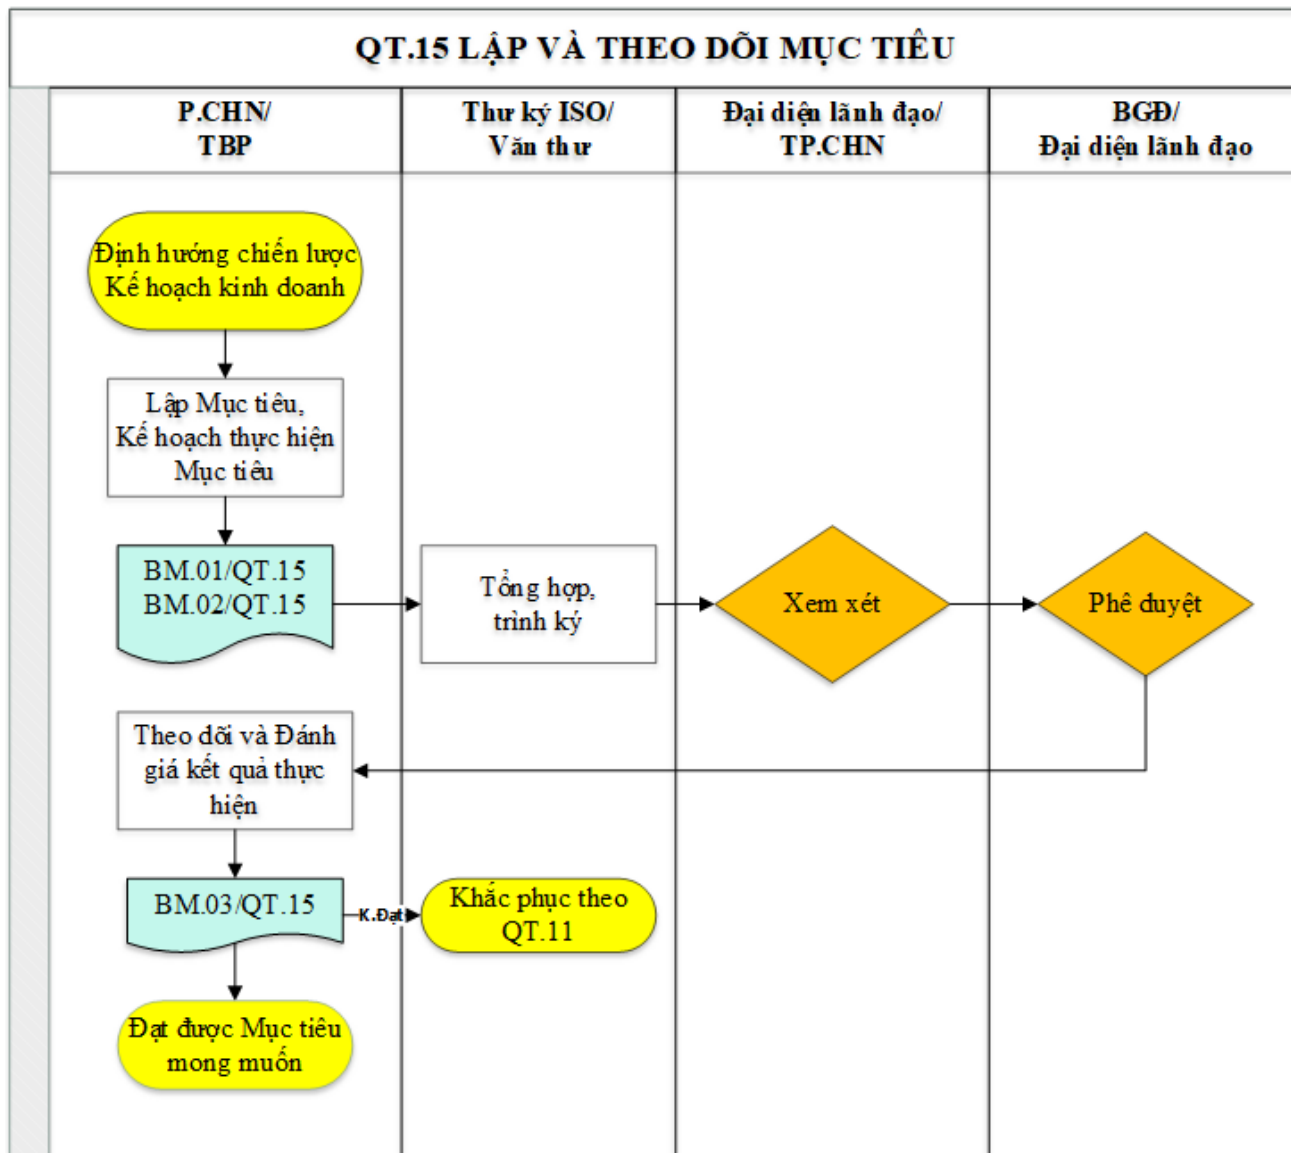 QT.15 LẬP VÀ THEO DÕI MỤC TIÊU
P.CHN/
TBP
Thư ký ISO/
Văn thư
Đại diện lãnh đạo/
TP.CHN
BGĐ/
Đại diện lãnh đạo
Định hướng chiến lược
Kế hoạch kinh doanh
Lập Mục tiêu,
Kế hoạch thực hiện
Mục tiêu
BM.01/QT.15
BM.02/QT.15
Tổng hợp,
trình ký
Xem xét
Phê duyệt
Theo dõi và Đánh
giá kết quả thực
hiện
BM.03/QT.15
K.Đạt
Khắc phục theo
QT.11
Đạt được Mục tiêu
mong muốn